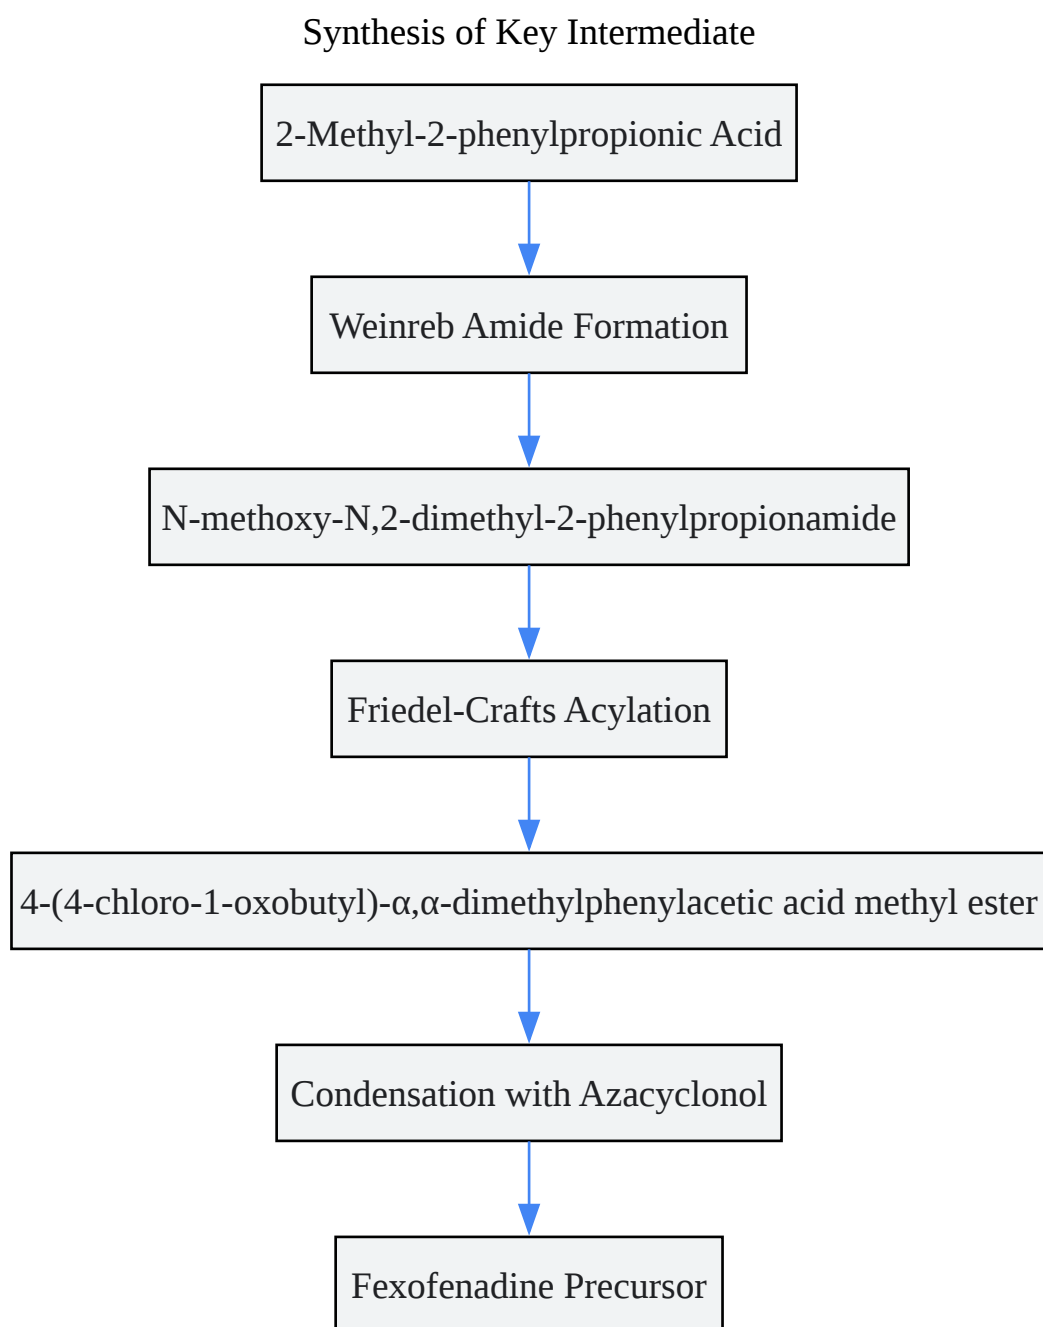 Synthesis of Key Intermediate
2-Methyl-2-phenylpropionic Acid
Weinreb Amide Formation
N-methoxy-N,2-dimethyl-2-phenylpropionamide
Friedel-Crafts Acylation
4-(4-chloro-1-oxobutyl)-α,α-dimethylphenylacetic acid methyl ester
Condensation with Azacyclonol
Fexofenadine Precursor